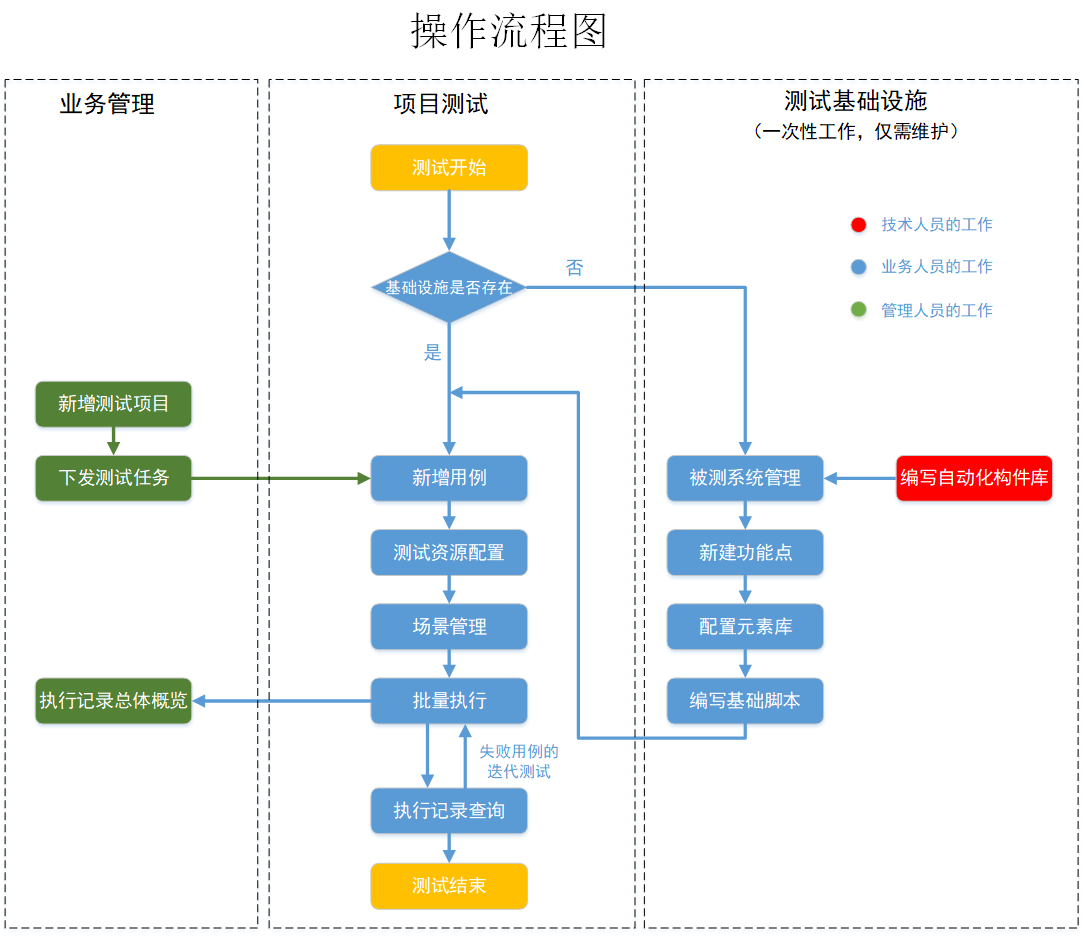 操作流程图
业务管理
项目测试
测试基础设施
（一次性工作，仅需维护）
测试开始
技术人员的工作
业务人员的工作
管理人员的工作
基础设施是否存在
否
是
新增测试项目
下发测试任务
新增用例
被测系统管理
编写自动化构件库
测试资源配置
新建功能点
场景管理
配置元素库
执行记录总体概览
批量执行
编写基础脚本
失败用例的
迭代测试
执行记录查询
测试结束